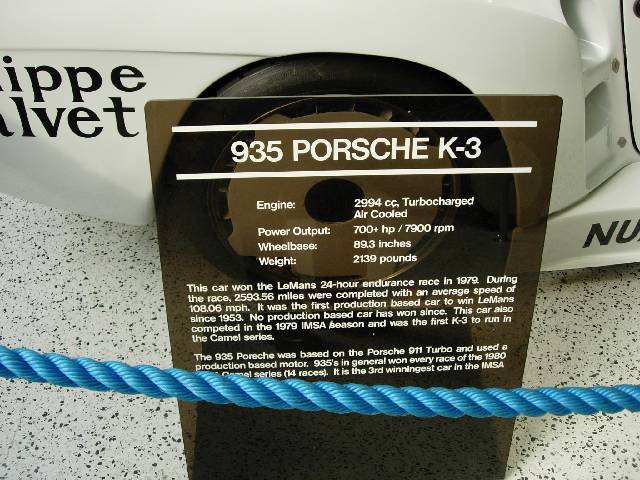 ippe
lvet
935 PORSCHE K-3
Engine: 2994 cc, Turbocharged
Air Cooled
Power Output: 700+ hp / 7900 rpm
Wheelbase: 89.3 inches
Weight: 2139 pounds
NU
This car won the LeMans 24-hour endurance race in 1979. During
the race, 2593.56 miles were completed with an average speed of
108.06 mph. It was the first production based car to win LeMans
since 1953. No production based car has won since. This car also
competed in the 1979 IMSA season and was the first K-3 to run in
the Camel series.
The 935 Porsche was based on the Porsche 911 Turbo and used a
production based motor. 935's in general won every race of the 1980
Camel series (14 races). It is the 3rd winningest car in the IMSA